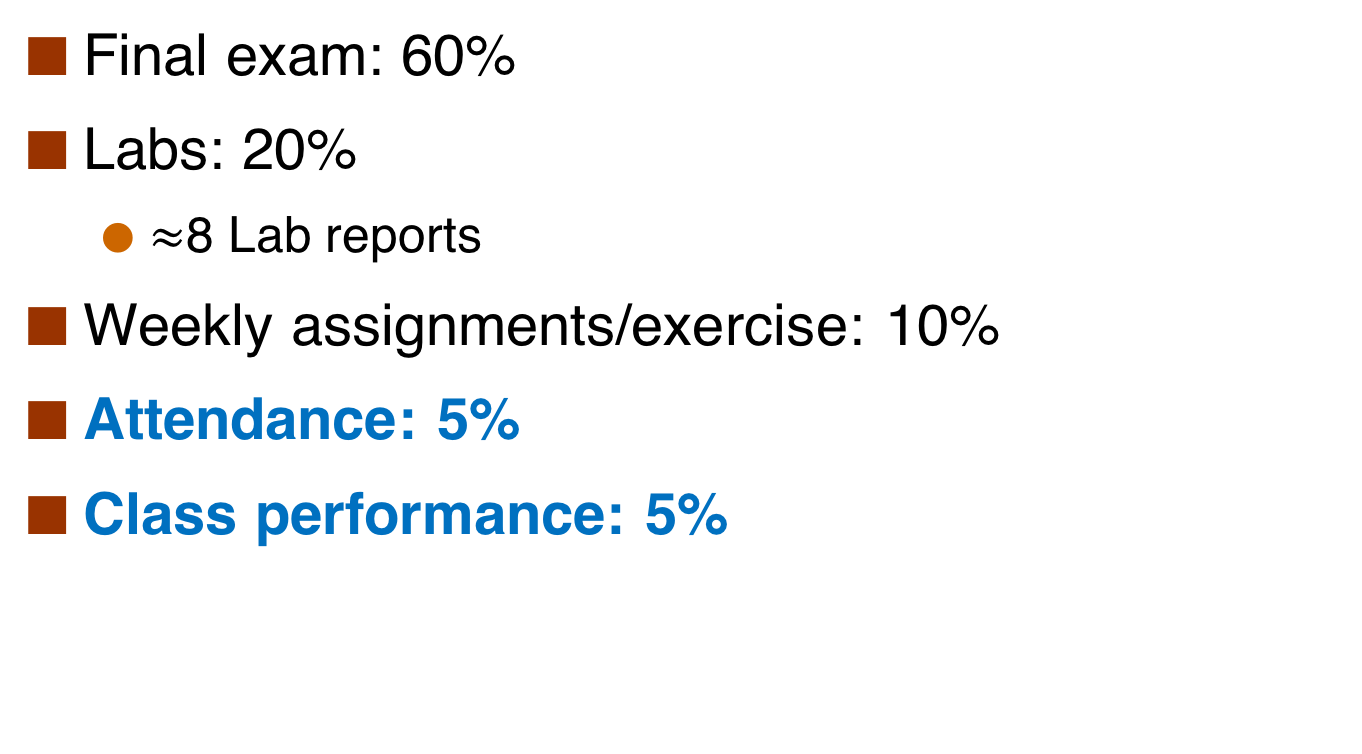 Final exam: 60%
Labs: 20%
≈8 Lab reports
Weekly assignments/exercise: 10%
Attendance: 5%
Class performance: 5%